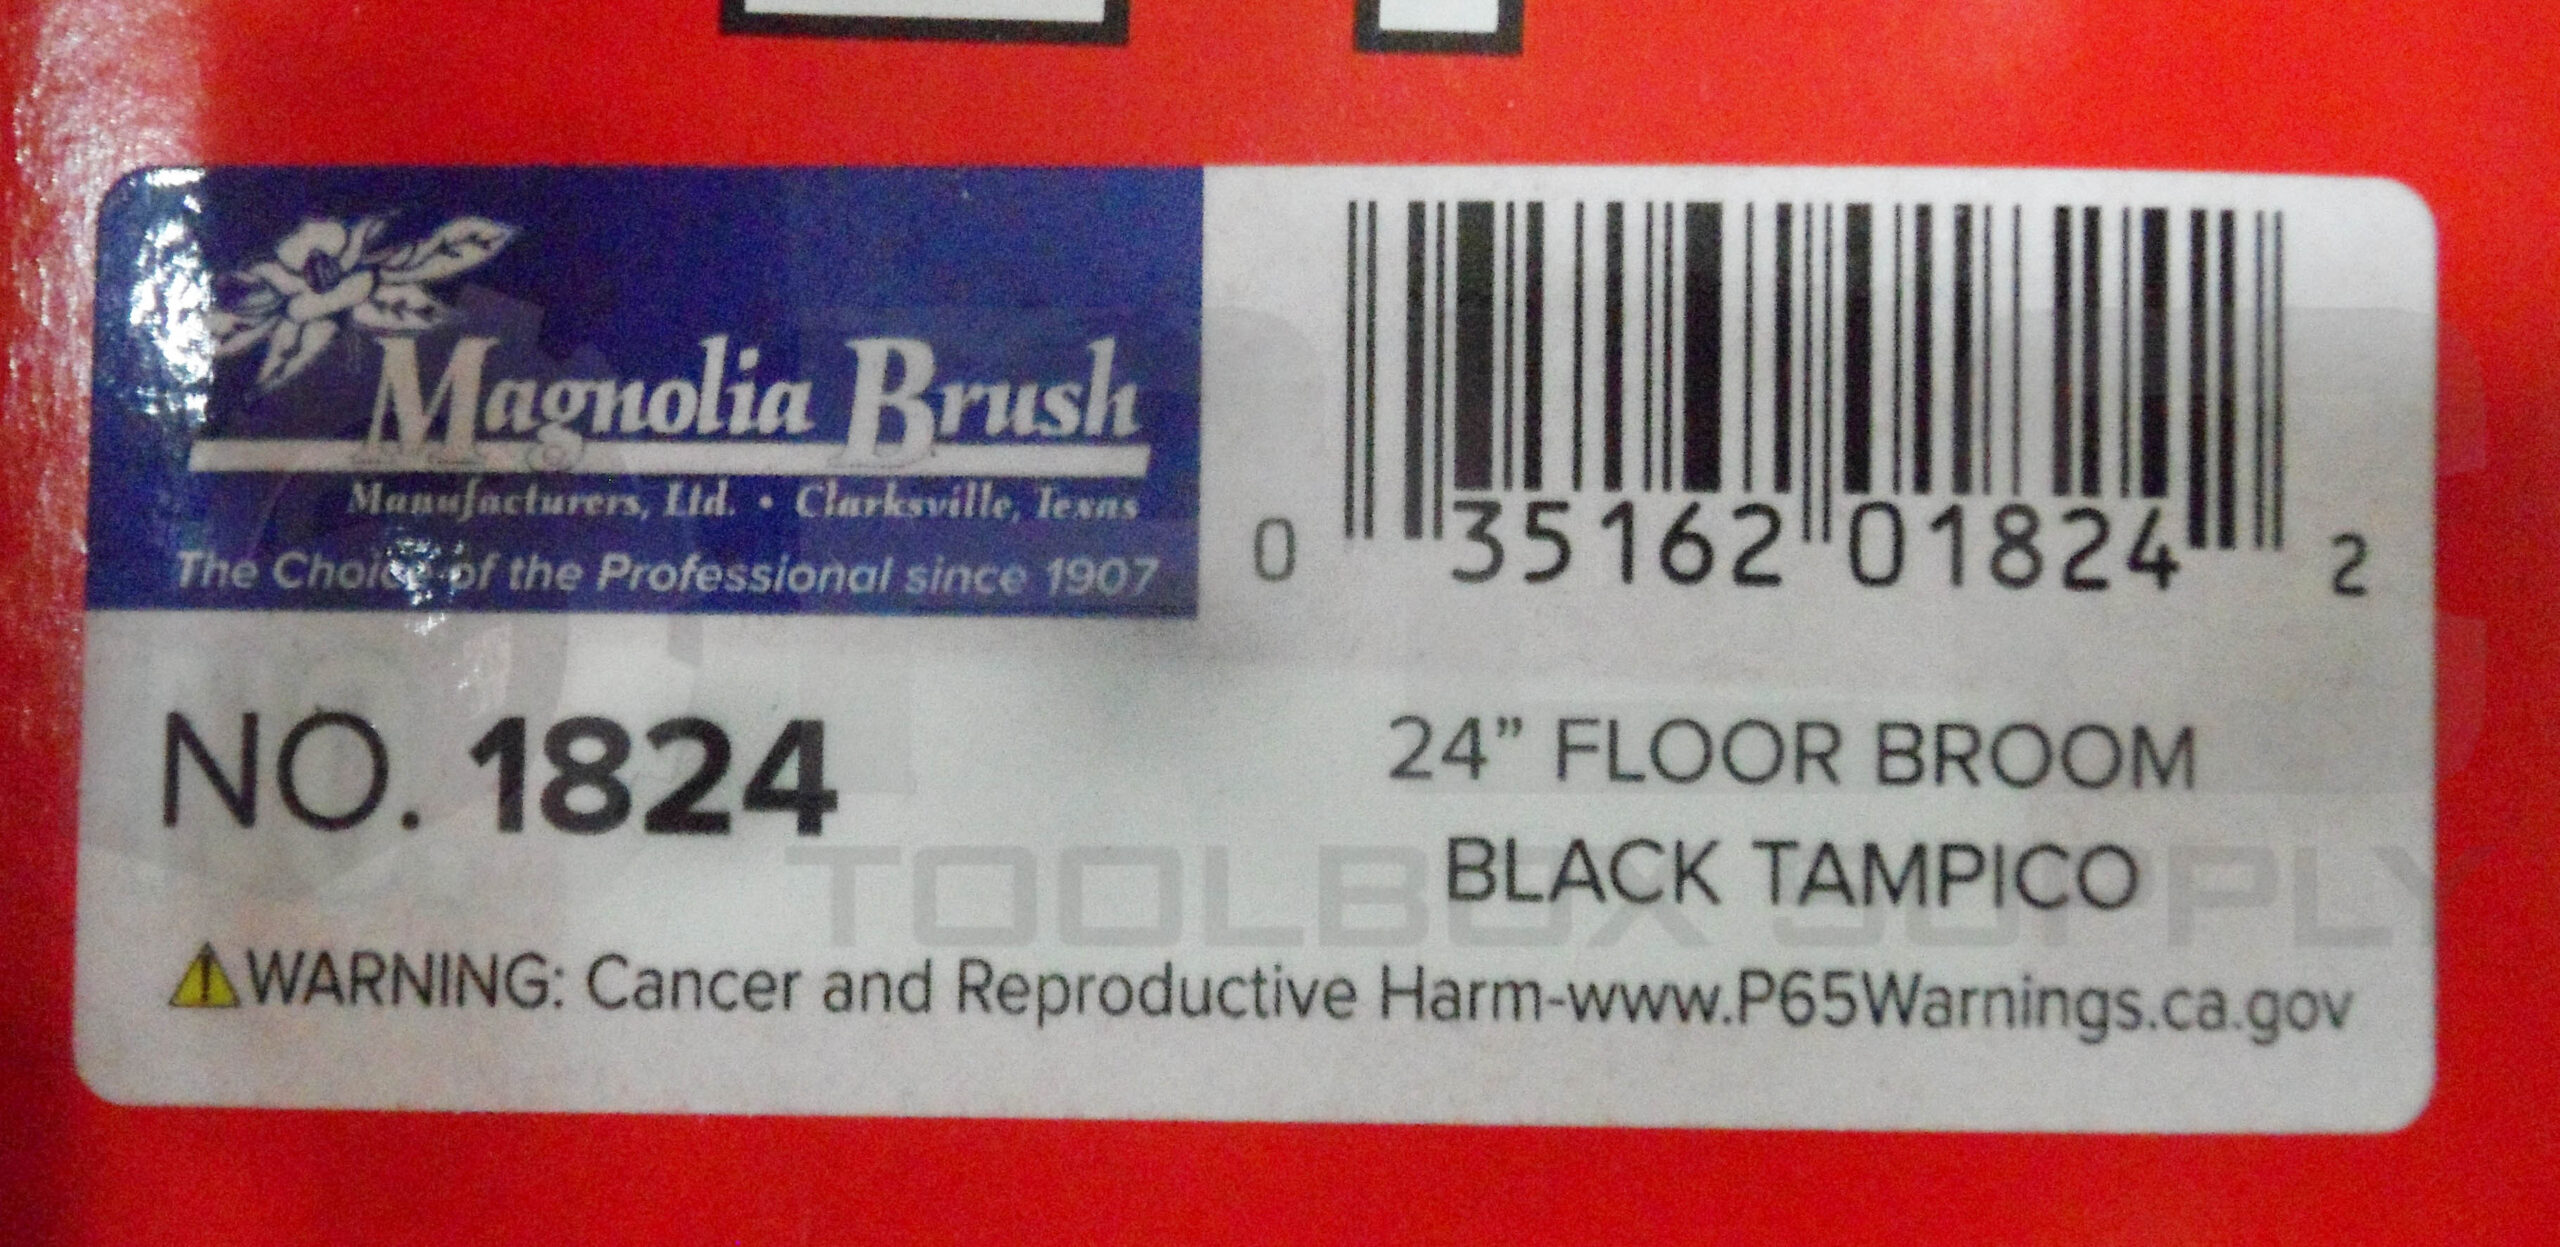 Magnolia Brush
Manufacturers, Ltd. • Clarksville, Texas
The Choice of the Professional since 1907
0 35162 01824 2
NO. 1824
24” FLOOR BROOM
BLACK TAMPICO
TOOLBOX SUPPLY
⚠WARNING: Cancer and Reproductive Harm-www.P65Warnings.ca.gov